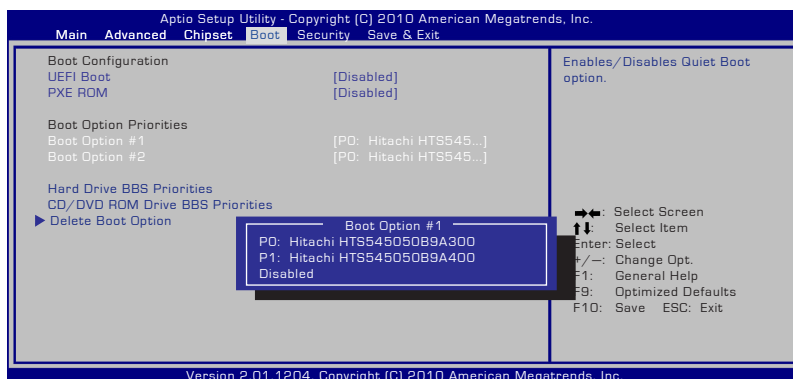 Aptio Setup Utility - Copyright (C) 2010 American Megatrends, Inc.
Main Advanced Chipset Boot Security Save & Exit
Boot Configuration
UEFI Boot [Disabled]
PXE ROM [Disabled]
Boot Option Priorities
Boot Option #1 [P0: Hitachi HTS545...]
Boot Option #2 [P0: Hitachi HTS545...]
Hard Drive BBS Priorities
CD/DVD ROM Drive BBS Priorities
Delete Boot Option
Boot Option #1
P0: Hitachi HTS545050B9A300
P1: Hitachi HTS545050B9A400
Disabled
Enables/Disables Quiet Boot
option.
→←: Select Screen
↑↓: Select Item
Enter: Select
+/—: Change Opt.
F1: General Help
F9: Optimized Defaults
F10: Save ESC: Exit
Version 2.01.1204. Copyright (C) 2010 American Megatrends, Inc.